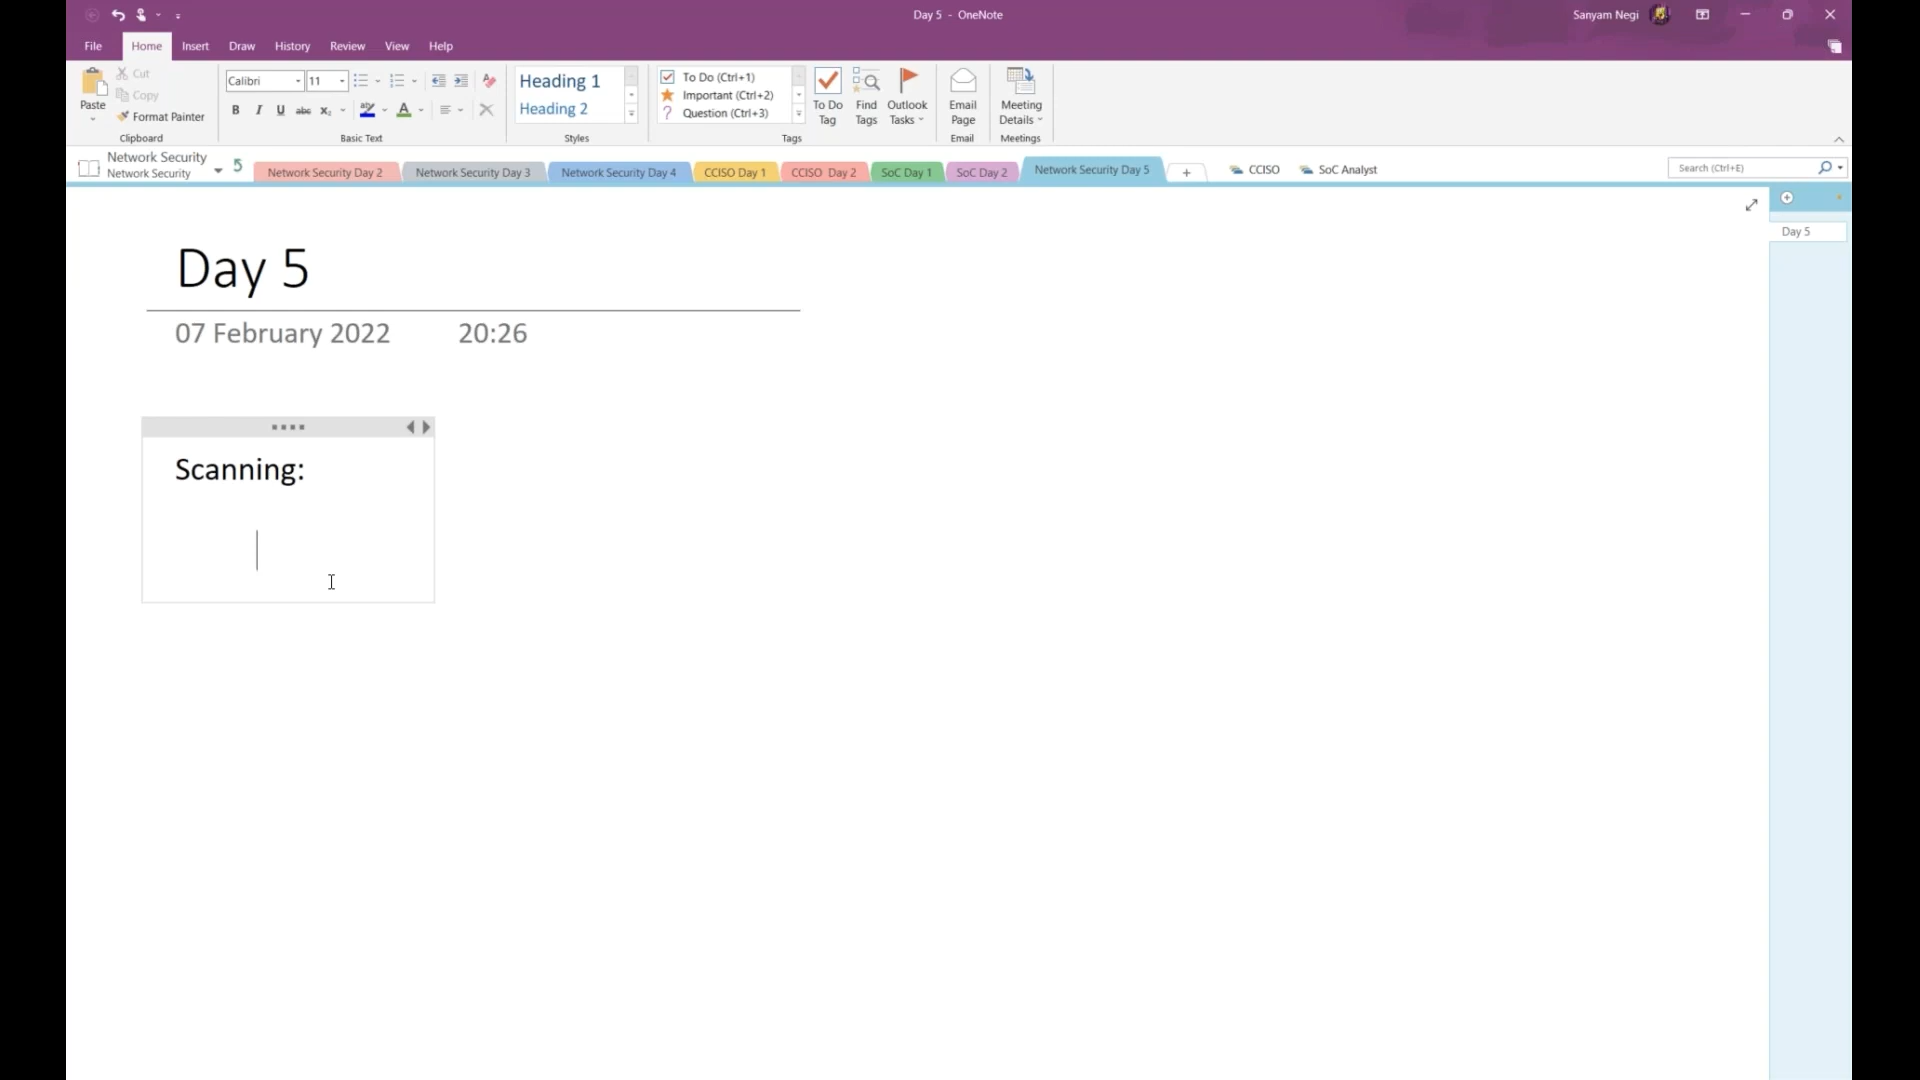 Day 5 - OneNote
Sanyam Negi
File Home Insert Draw History Review View Help
Paste
Cut
Copy
Format Painter
Clipboard
Calibri 11
B I U abc X₂ A
Basic Text
Heading 1
Heading 2
Styles
To Do (Ctrl+1)
Important (Ctrl+2)
? Question (Ctrl+3)
Tags
To Do
Tag
Find
Tags
Outlook
Tasks
Email
Page
Email
Meeting
Details
Meetings
Network Security
Network Security
Network Security Day 2 Network Security Day 3 Network Security Day 4 CCISO Day 1 CCISO Day 2 SoC Day 1 SoC Day 2 Network Security Day 5 + CCISO SoC Analyst
Search (Ctrl+E)
Day 5
Day 5
07 February 2022 20:26
Scanning: